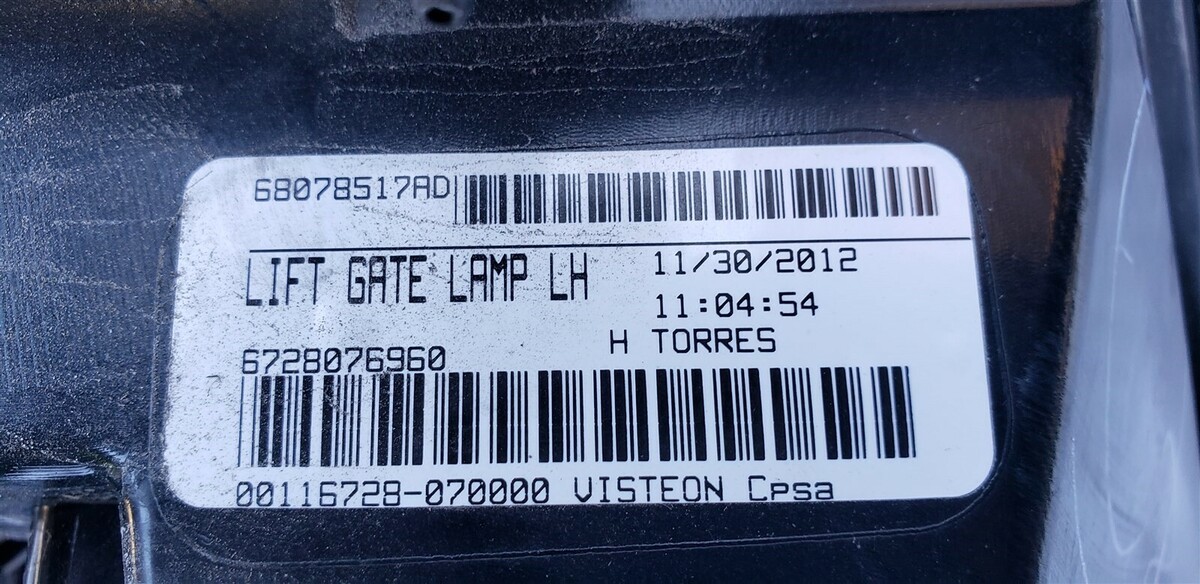 68078517AD
LIFT GATE LAMP LH
11/30/2012
11:04:54
H TORRES
6728076960
00116728-070000 VISTEON Cpsa